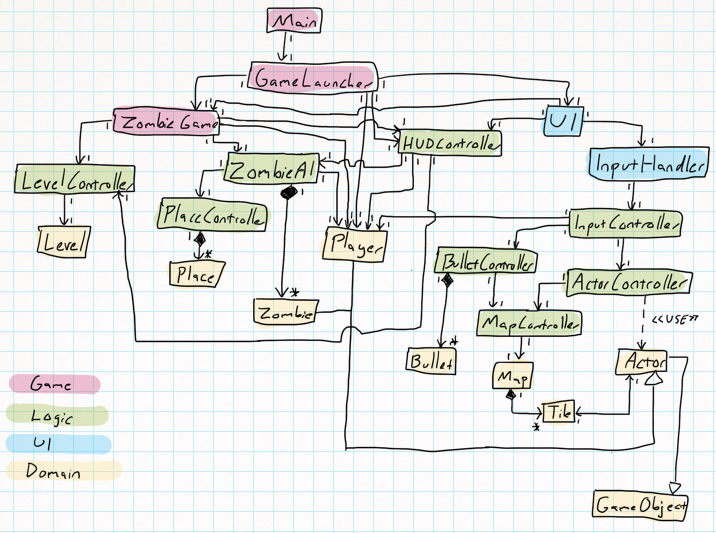 Main
GameLauncher
ZombieGame
UI
HUDController
InputHandler
LevelController
ZombieAI
PlaceController
InputController
Level
Player
BulletController
Place
ActorController
Zombie
MapController
<<USE>>
Bullet
Map
Actor
Tile
Game
Logic
UI
Domain
GameObject